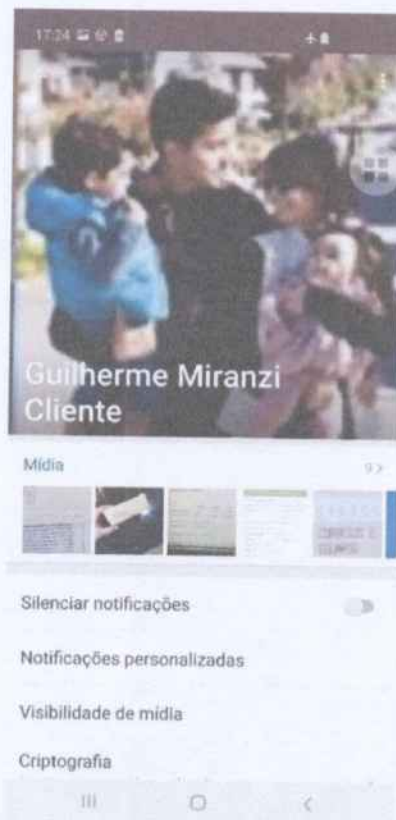 17:24
Guilherme Miranzi
Cliente
Mídia
9 >
Silenciar notificações
Notificações personalizadas
Visibilidade de mídia
Criptografia